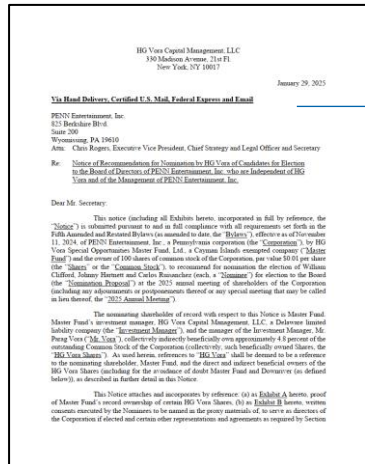 HG Vora Capital Management, LLC
330 Madison Avenue, 21st Fl
New York, NY 10017
January 29, 2025
Via Hand Delivery, Certified U.S. Mail, Federal Express and Email
PENN Entertainment, Inc.
825 Berkshire Blvd.
Suite 200
Wyomissing, PA 19610
Attn: Chris Rogers, Executive Vice President, Chief Strategy and Legal Officer and Secretary
Re: Notice of Recommendation for Nomination by HG Vora of Candidates for Election
to the Board of Directors of PENN Entertainment, Inc. who are Independent of HG
Vora and of the Management of PENN Entertainment, Inc.
Dear Mr. Secretary:
This notice (including all Exhibits hereto, incorporated in full by reference, the
"Notice") is submitted pursuant to and in full compliance with all requirements set forth in the
Fifth Amended and Restated Bylaws (as amended to date, the "Bylaws"), effective as of November
11, 2024, of PENN Entertainment, Inc., a Pennsylvania corporation (the "Corporation"), by HG
Vora Special Opportunities Master Fund, Ltd., a Cayman Islands exempted company ("Master
Fund") and the owner of 100 shares of common stock of the Corporation, par value $0.01 per share
(the "Shares" or the "Common Stock"), to recommend for nomination the election of William
Clifford, Johnny Hartnett and Carlos Ruisanchez (each, a "Nominee") for election to the Board
(the "Nomination Proposal") at the 2025 annual meeting of shareholders of the Corporation
(including any adjournments or postponements thereof or any special meeting that may be called
in lieu thereof, the "2025 Annual Meeting").
The nominating shareholder of record with respect to this Notice is Master Fund.
Master Fund's investment manager, HG Vora Capital Management, LLC, a Delaware limited
liability company (the "Investment Manager"), and the manager of the Investment Manager, Mr.
Parag Vora ("Mr. Vora"), collectively indirectly beneficially own approximately 4.8 percent of the
outstanding Common Stock of the Corporation (collectively, such beneficially owned Shares, the
"HG Vora Shares"). As used herein, references to "HG Vora" shall be deemed to be a reference
to the nominating shareholder, Master Fund, and the direct and indirect beneficial owners of the
HG Vora Shares (including for the avoidance of doubt Master Fund and Downriver (as defined
below)), as described in further detail in this Notice.
This Notice attaches and incorporates by reference: (a) as Exhibit A hereto, proof
of Master Fund's record ownership of certain HG Vora Shares, (b) as Exhibit B hereto, written
consents executed by the Nominees to be named in the proxy materials of, to serve as directors of
the Corporation if elected and certain other representations and agreements as required by Section